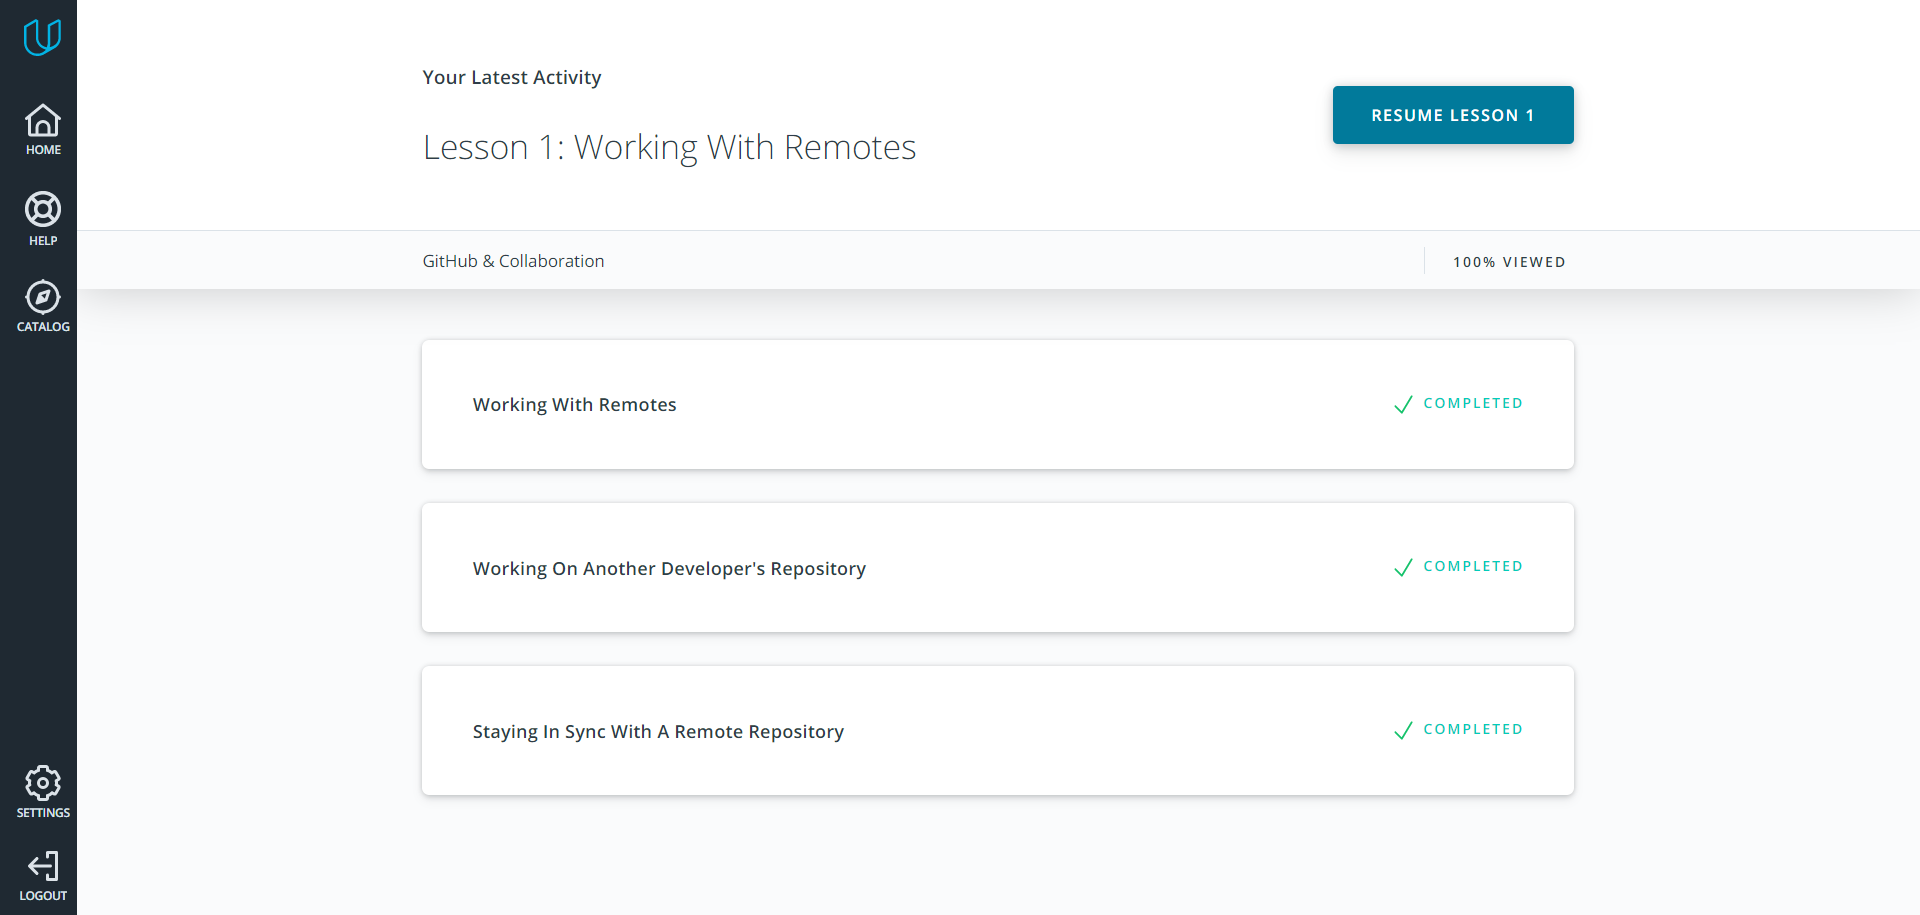 HOME
HELP
CATALOG
SETTINGS
LOGOUT
Your Latest Activity
Lesson 1: Working With Remotes
RESUME LESSON 1
GitHub & Collaboration
100% VIEWED
Working With Remotes
COMPLETED
Working On Another Developer's Repository
COMPLETED
Staying In Sync With A Remote Repository
COMPLETED